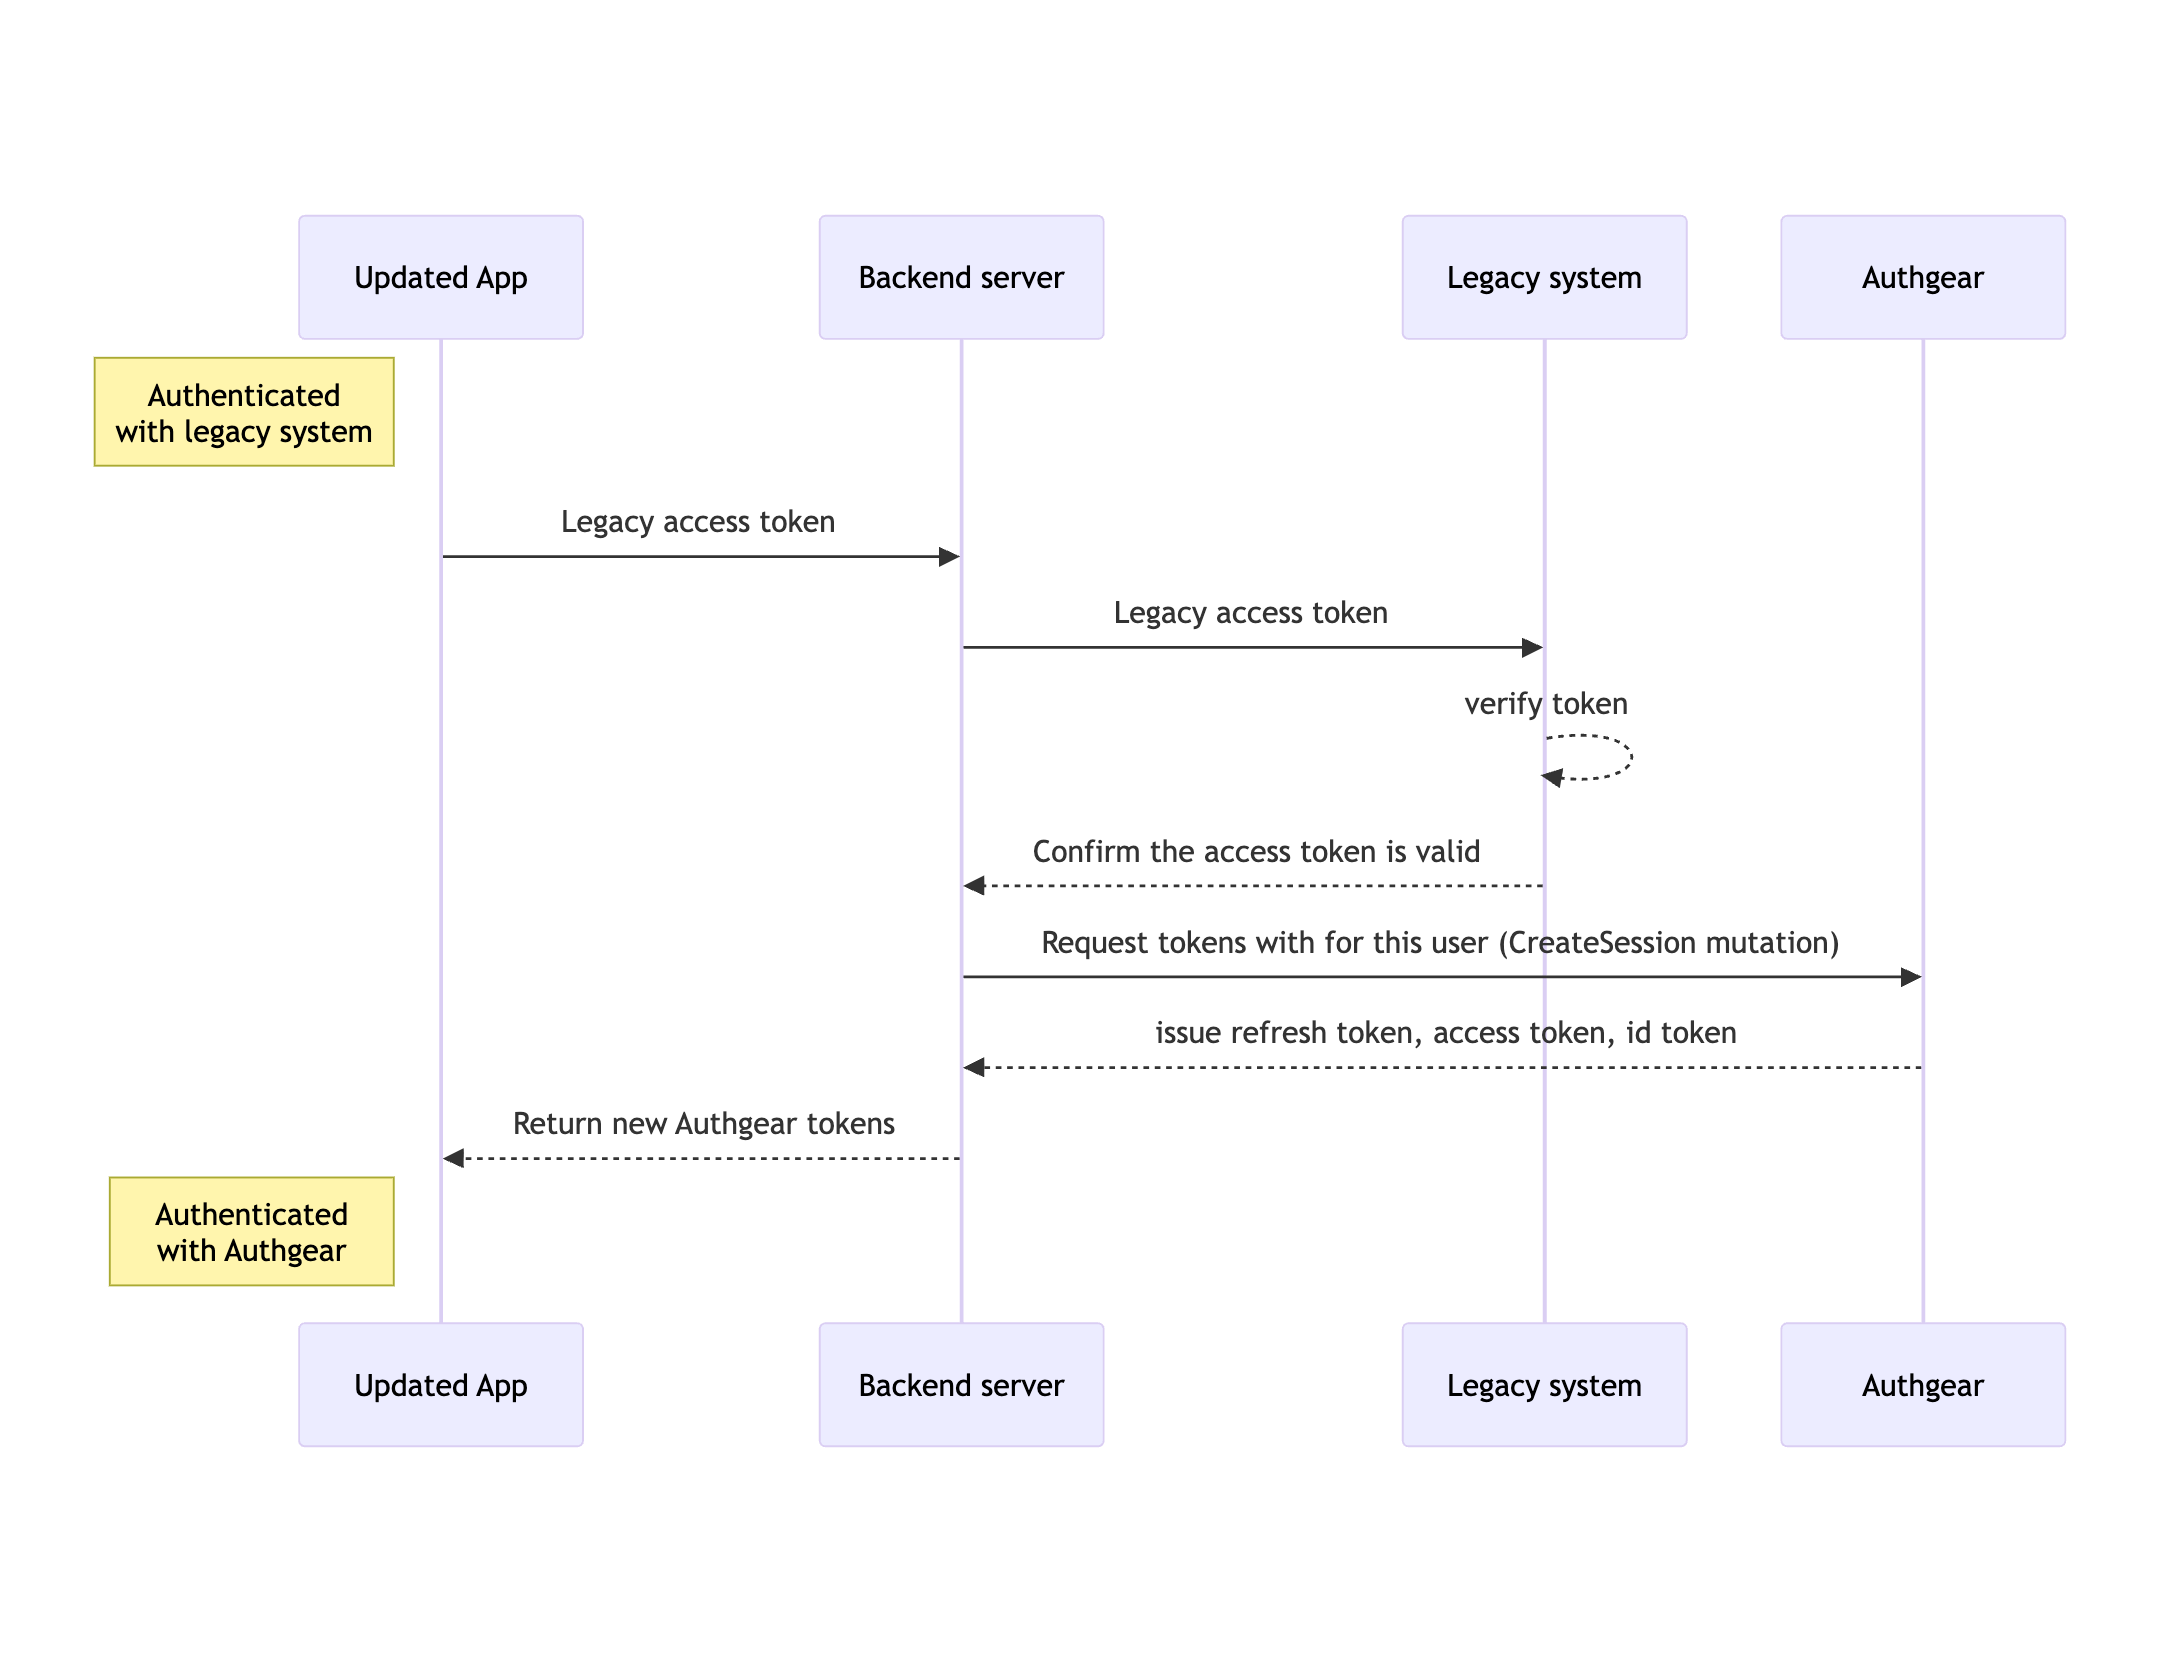 Updated App
Backend server
Legacy system
Authgear
Authenticated
with legacy system
Legacy access token
Legacy access token
verify token
Confirm the access token is valid
Request tokens with for this user (CreateSession mutation)
issue refresh token, access token, id token
Return new Authgear tokens
Authenticated
with Authgear
Updated App
Backend server
Legacy system
Authgear